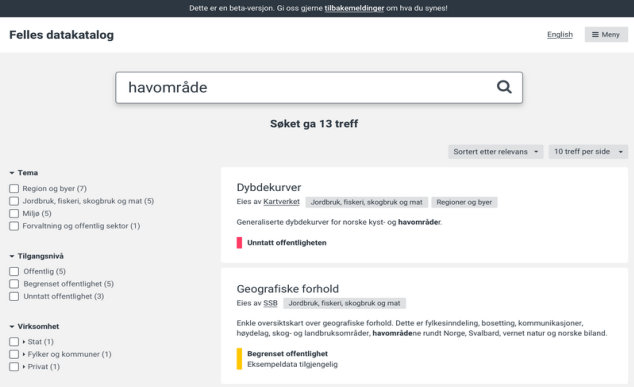 Dette er en beta-versjon. Gi oss gjerne tilbakemeldinger om hva du synes!
Felles datakatalog
English
Meny
havområde
Søket ga 13 treff
Sortert etter relevans
10 treff per side
Tema
Region og byer (7)
Jordbruk, fiskeri, skogbruk og mat (5)
Miljø (5)
Forvaltning og offentlig sektor (1)
Tilgangsnivå
Offentlig (5)
Begrenset offentlighet (5)
Unntatt offentlighet (3)
Virksomhet
Stat (1)
Fylker og kommuner (1)
Privat (1)
Dybdekurver
Eies av Kartverket Jordbruk, fiskeri, skogbruk og mat Regioner og byer
Generaliserte dybdekurver for norske kyst- og havområder.
Unntatt offentligheten
Geografiske forhold
Eies av SSB Jordbruk, fiskeri, skogbruk og mat
Enkle oversiktskart over geografiske forhold. Dette er fylkesinndeling, bosetting, kommunikasjoner,
høydelag, skog- og landbruksområder, havområdene rundt Norge, Svalbard, vernet natur og norske biland.
Begrenset offentlighet
Eksempeldata tilgjengelig